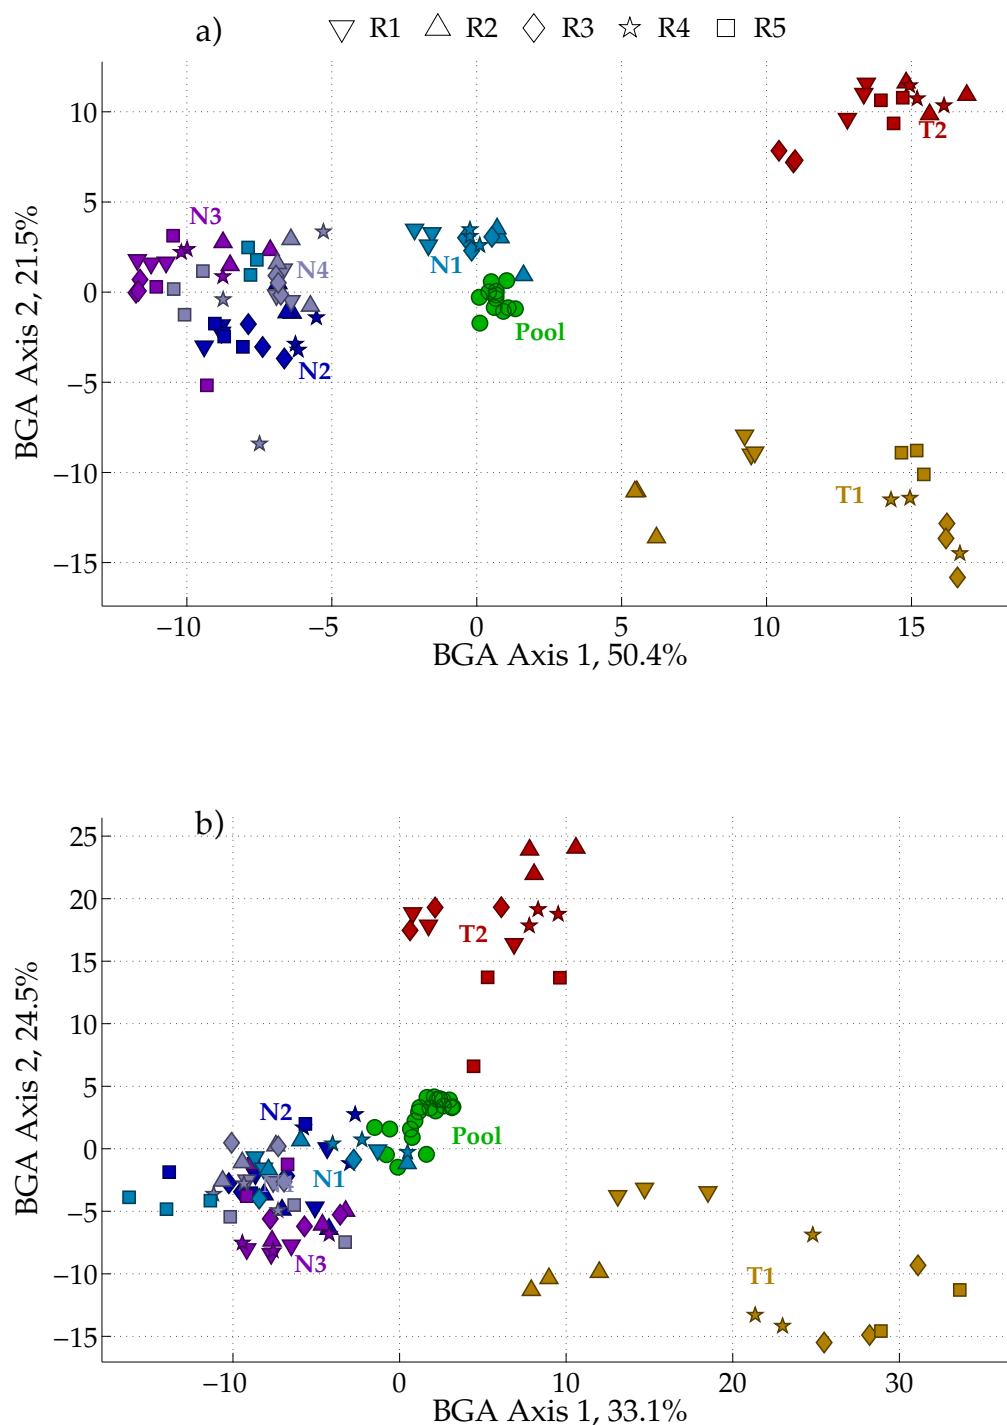 a)
R1 R2 R3 R4 R5
10
5
0
−5
−10
−15
BGA Axis 2, 21.5%
T2
N3
N1
N4
Pool
N2
T1
−10 −5 0 5 10 15
BGA Axis 1, 50.4%
b)
25
20
15
10
5
0
−5
−10
−15
BGA Axis 2, 24.5%
T2
N2
Pool
N1
N3
T1
−10 0 10 20 30
BGA Axis 1, 33.1%